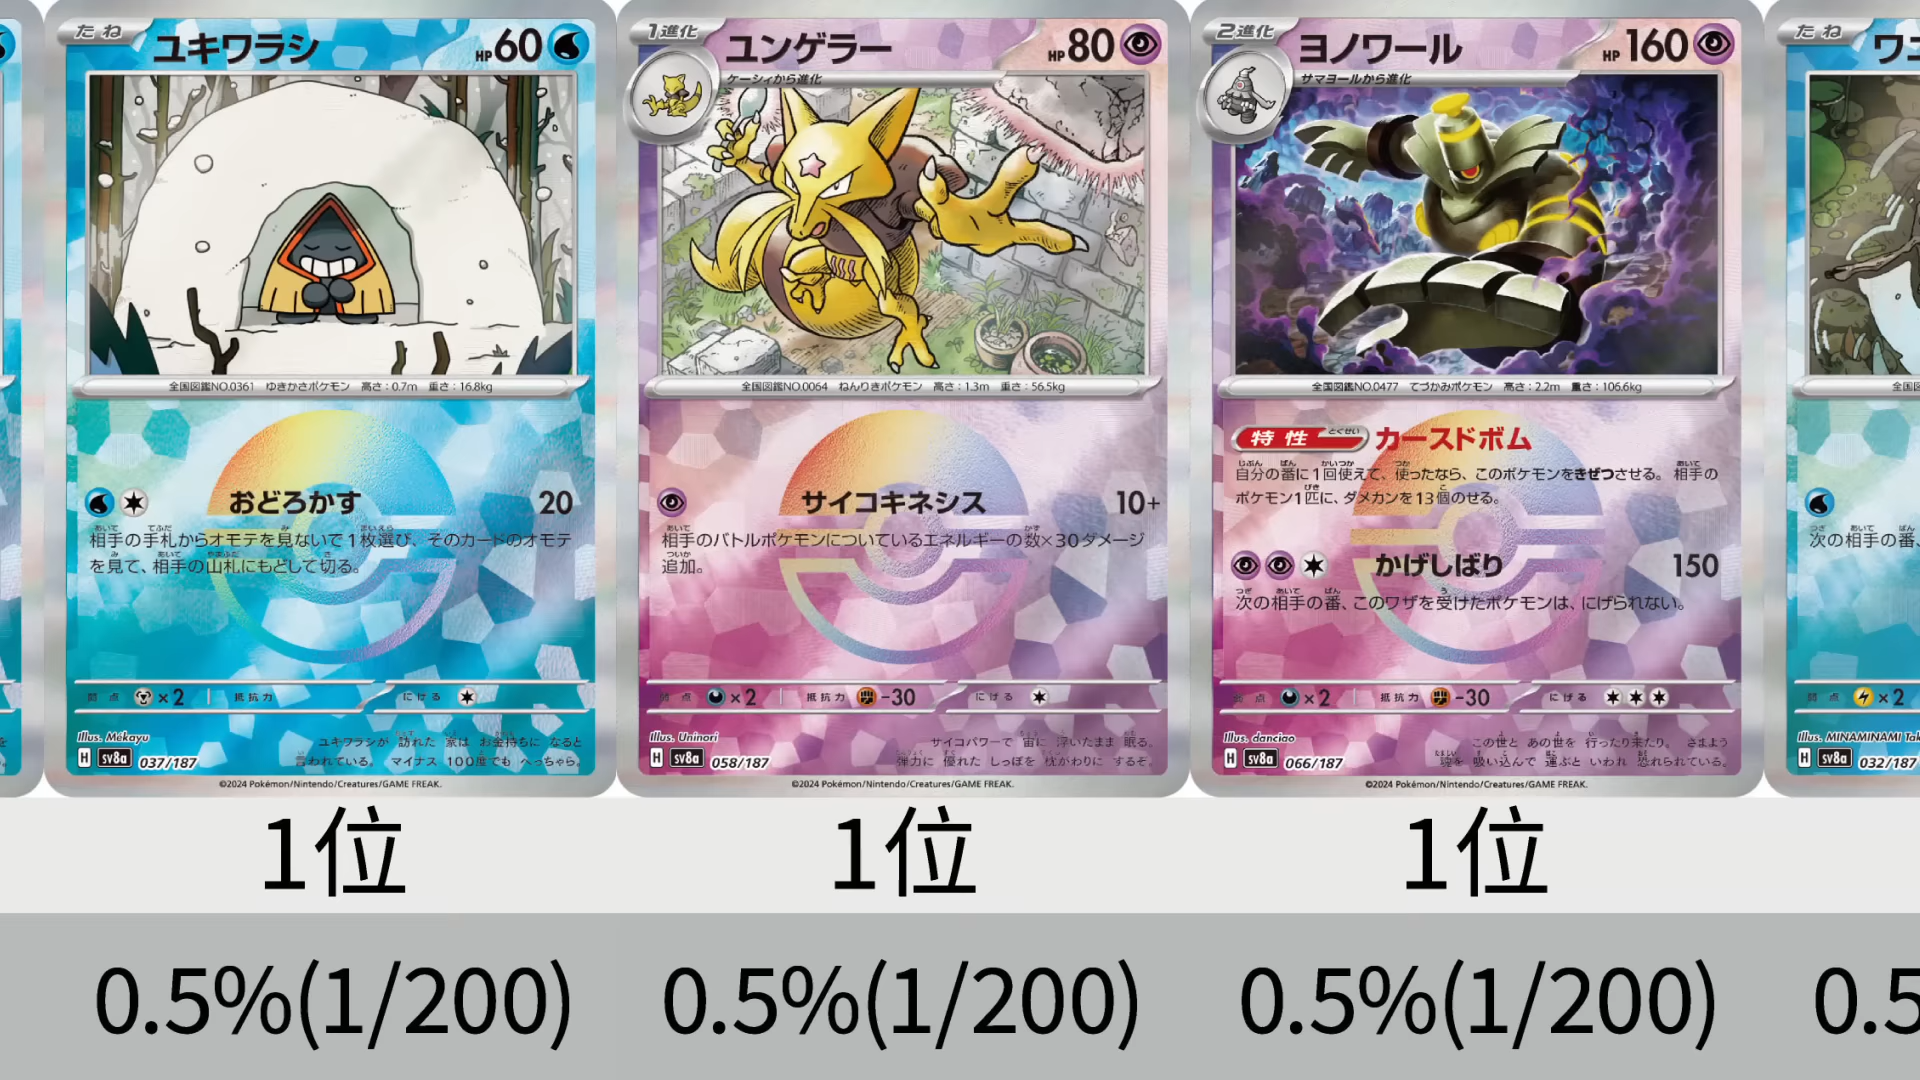 たね ユキワラシ HP60
全国図鑑NO.0361 ゆきかさポケモン 高さ:0.7m 重さ:16.8kg
おどろかす 20
相手の手札からオモテを見ないで1枚選び、そのカードのオモテ
を見て、相手の山札にもどして切る。
弱点 ×2 抵抗力 にげる
Illus. Mékayu
H sv8a 037/187
ユキワラシが 訪れた 家は お金持ちに なると
言われている。 マイナス 100度でも へっちゃら。
©2024 Pokémon/Nintendo/Creatures/GAME FREAK.
1位
0.5%(1/200)
1進化 ユンゲラー HP80
ケーシィから進化
全国図鑑NO.0064 ねんりきポケモン 高さ:1.3m 重さ:56.5kg
サイコキネシス 10+
相手のバトルポケモンについているエネルギーの数×30ダメージ
追加。
弱点 ×2 抵抗力 -30 にげる
Illus. Uninori
H sv8a 058/187
サイコパワーで 宙に 浮いたまま 眠る。
弾力に 優れた しっぽを 枕がわりに するぞ。
©2024 Pokémon/Nintendo/Creatures/GAME FREAK.
1位
0.5%(1/200)
2進化 ヨノワール HP160
サマヨールから進化
全国図鑑NO.0477 てづかみポケモン 高さ:2.2m 重さ:106.6kg
特性 とくせい カースドボム
自分の番に1回使えて、使ったなら、このポケモンをきぜつさせる。相手の
ポケモン1匹に、ダメカンを13個のせる。
かげしばり 150
次の相手の番、このワザを受けたポケモンは、にげられない。
弱点 ×2 抵抗力 -30 にげる
Illus. danciao
H sv8a 066/187
この世と あの世を 行ったり来たり。 さまよう
魂を 吸い込んで 運ぶと いわれ 恐れられている。
©2024 Pokémon/Nintendo/Creatures/GAME FREAK.
1位
0.5%(1/200)
たね
次の相手の番、
弱点 ×2
Illus. MINAMINAMI Tak
H sv8a 032/187
0.5